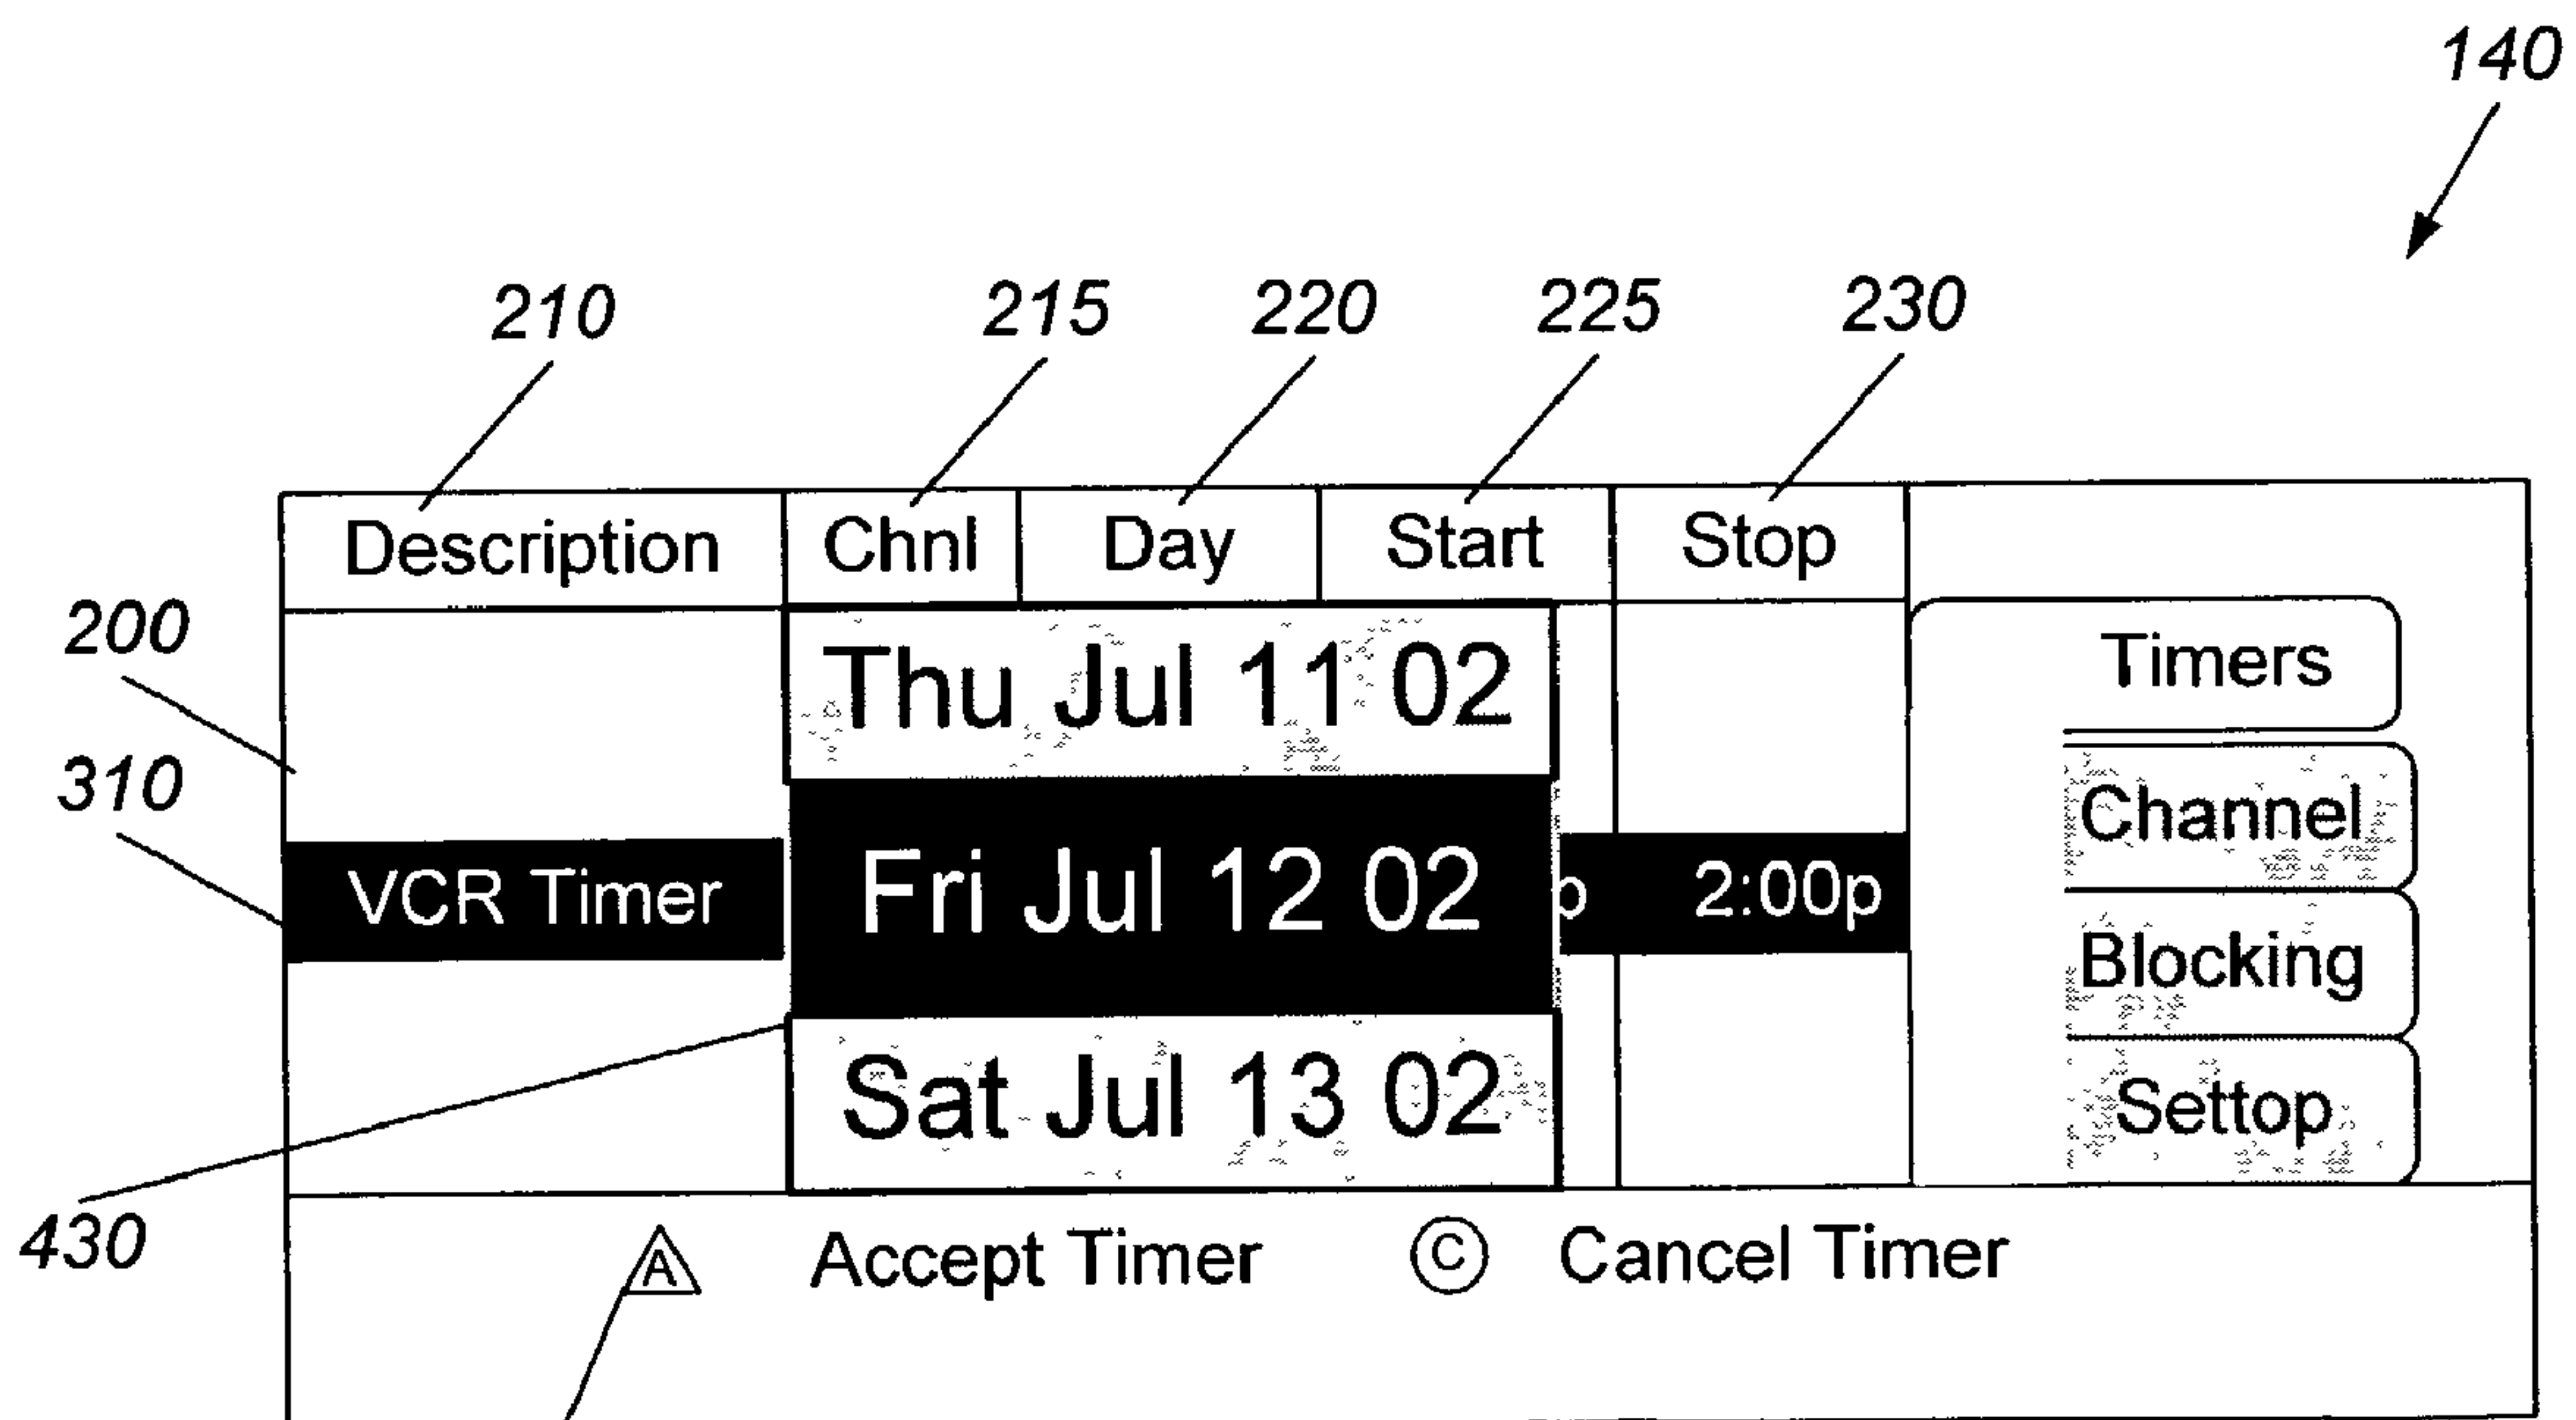 140
210 215 220 225 230
Description Chnl Day Start Stop
200
Thu Jul 11 02
Timers
310
Channel
VCR Timer Fri Jul 12 02 p 2:00p
Blocking
Sat Jul 13 02
Settop
430
A Accept Timer C Cancel Timer